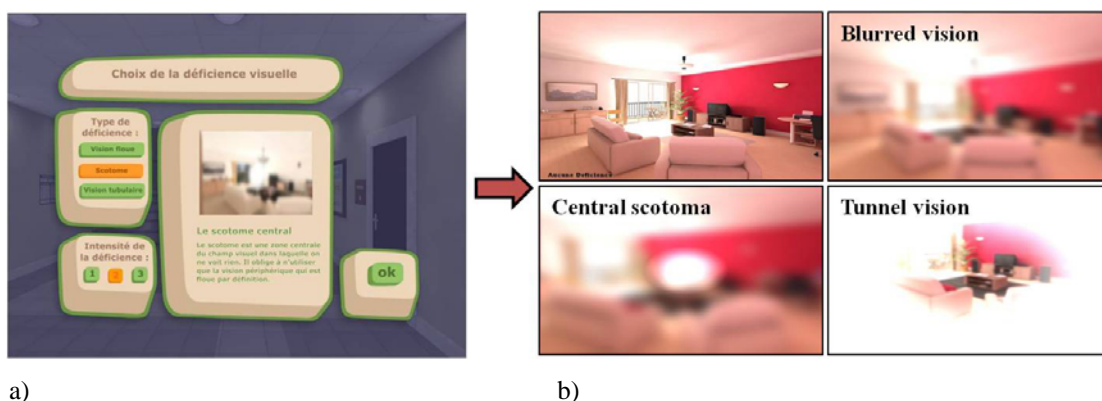 Choix de la déficience visuelle
Type de
déficience :
Vision floue
Scotome
Vision tubulaire
Intensité de
la déficience :
1 2 3
Le scotome central
Le scotome est une zone centrale
du champ visuel dans laquelle on
ne voit rien. Il oblige à n'utiliser
que la vision périphérique qui est
floue par définition.
ok
Aucune Déficience
Blurred vision
Central scotoma
Tunnel vision
a)
b)